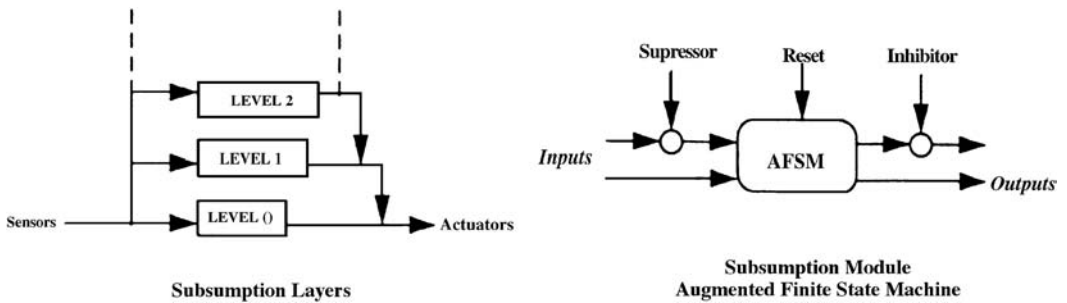 LEVEL 2
LEVEL 1
LEVEL 0
Sensors
Actuators
Subsumption Layers
Supressor
Reset
Inhibitor
Inputs
AFSM
Outputs
Subsumption Module
Augmented Finite State Machine